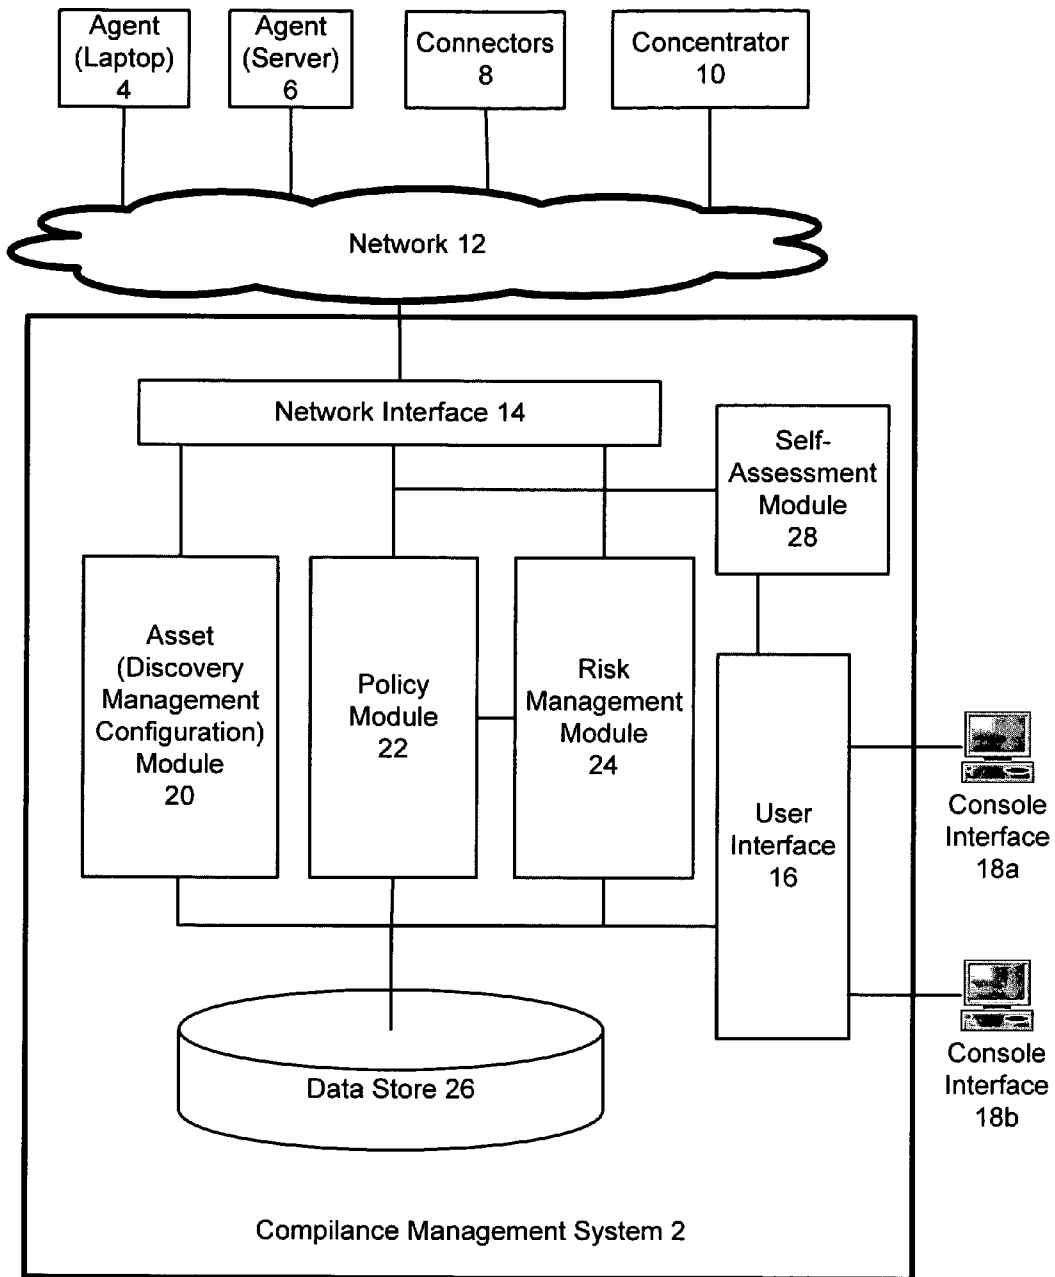 Agent
(Laptop)
4
Agent
(Server)
6
Connectors
8
Concentrator
10
Network 12
Network Interface 14
Self-
Assessment
Module
28
Asset
(Discovery
Management
Configuration)
Module
20
Policy
Module
22
Risk
Management
Module
24
User
Interface
16
Console
Interface
18a
Console
Interface
18b
Data Store 26
Compilance Management System 2